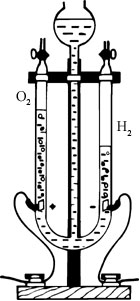 O₂
H₂
+ -